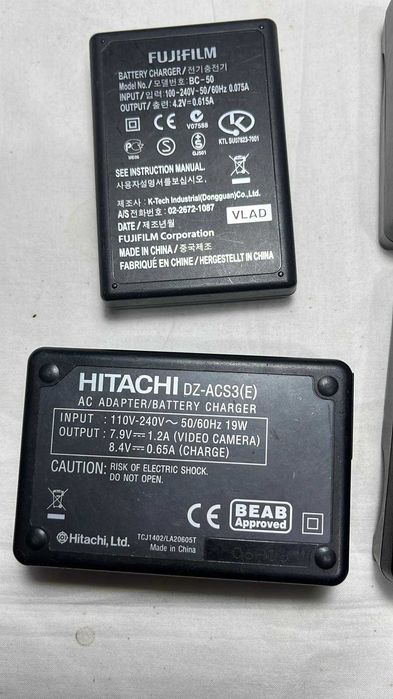 FUJIFILM
BATTERY CHARGER / 전기충전기
Model No. / 모델번호: BC-50
INPUT / 입력: 100-240V~50/60Hz 0.075A
OUTPUT / 출력: 4.2V⎓0.615A
CE V07588
GJ501
KTL SU07823-7001
SEE INSTRUCTION MANUAL.
사용자설명서를보십시오.
제조사 : K-Tech Industrial(Dongguan)Co.,Ltd.
A/S전화번호: 02-2672-1087
VLAD
DATE / 제조년월
FUJIFILM Corporation
MADE IN CHINA / 중국제조
FABRIQUÉ EN CHINE / HERGESTELLT IN CHINA
HITACHI DZ-ACS3(E)
AC ADAPTER/BATTERY CHARGER
INPUT : 110V-240V～ 50/60Hz 19W
OUTPUT : 7.9V⎓1.2A (VIDEO CAMERA)
8.4V⎓0.65A (CHARGE)
CAUTION: RISK OF ELECTRIC SHOCK.
DO NOT OPEN.
CE BEAB
Approved
Hitachi, Ltd. TCJ1402/LA20605T
Made in China